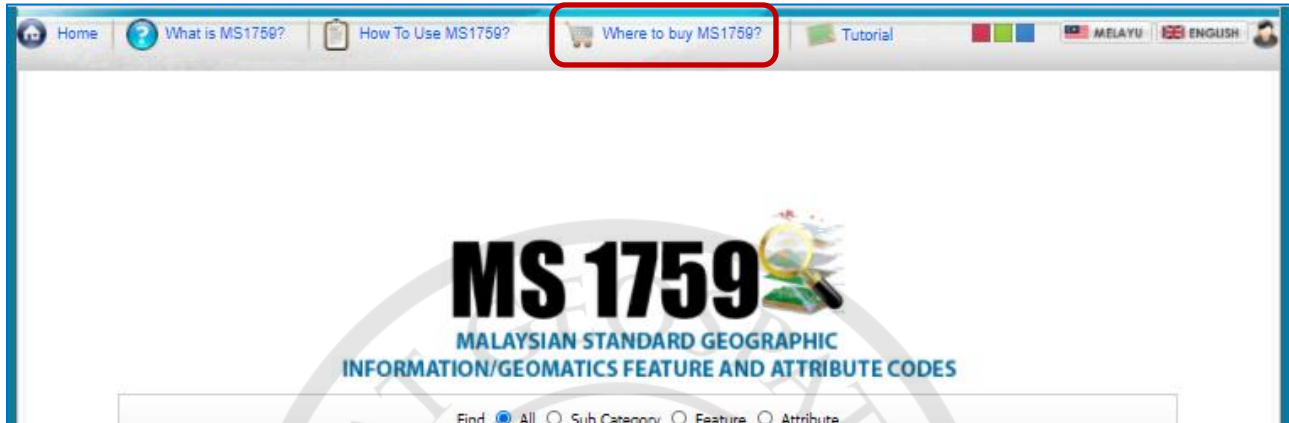 Home What is MS1759? How To Use MS1759? Where to buy MS1759? Tutorial MELAYU ENGLISH
MS 1759
MALAYSIAN STANDARD GEOGRAPHIC
INFORMATION/GEOMATICS FEATURE AND ATTRIBUTE CODES
Find All Sub Category Feature Attribute